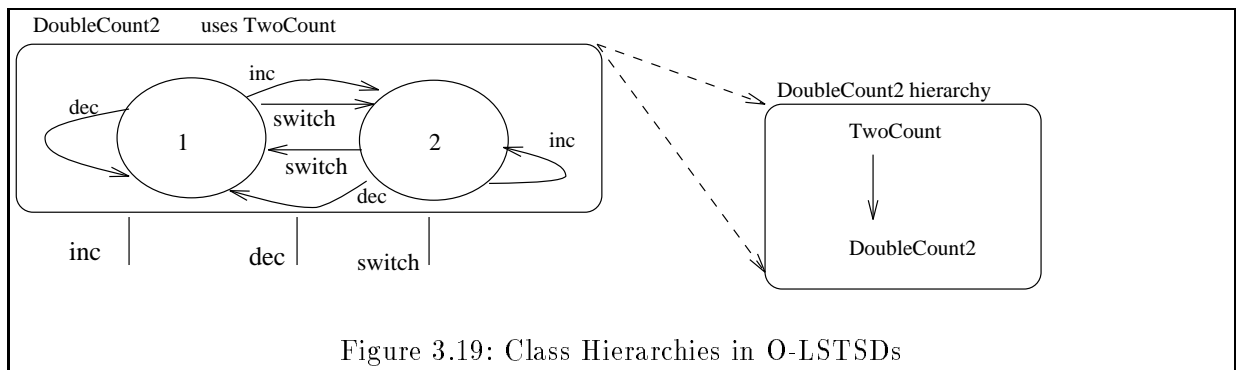 DoubleCount2 uses TwoCount
inc
dec
switch
1
2
inc
switch
dec
inc
dec
switch
DoubleCount2 hierarchy
TwoCount
DoubleCount2
Figure 3.19: Class Hierarchies in O-LSTSDs